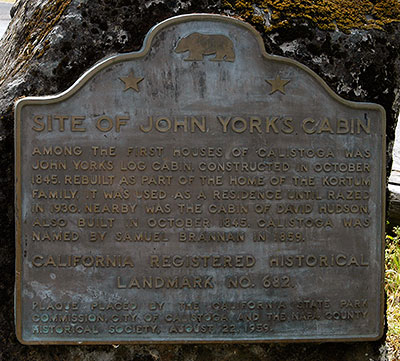 SITE OF JOHN YORK'S CABIN
AMONG THE FIRST HOUSES OF CALISTOGA WAS
JOHN YORK'S LOG CABIN, CONSTRUCTED IN OCTOBER
1845. REBUILT AS PART OF THE HOME OF THE KORTUM
FAMILY, IT WAS USED AS A RESIDENCE UNTIL RAZED
IN 1930. NEARBY WAS THE CABIN OF DAVID HUDSON,
ALSO BUILT IN OCTOBER 1845. CALISTOGA WAS
NAMED BY SAMUEL BRANNAN IN 1859.
CALIFORNIA REGISTERED HISTORICAL
LANDMARK NO. 682.
PLAQUE PLACED BY THE CALIFORNIA STATE PARK
COMMISSION, CITY OF CALISTOGA AND THE NAPA COUNTY
HISTORICAL SOCIETY, AUGUST 22, 1959.